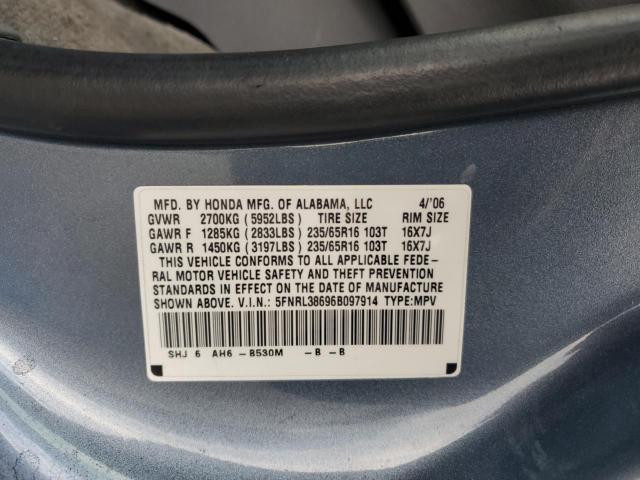 MFD. BY HONDA MFG. OF ALABAMA, LLC 4/'06
GVWR 2700KG (5952LBS) TIRE SIZE RIM SIZE
GAWR F 1285KG (2833LBS) 235/65R16 103T 16X7J
GAWR R 1450KG (3197LBS) 235/65R16 103T 16X7J
THIS VEHICLE CONFORMS TO ALL APPLICABLE FEDE-
RAL MOTOR VEHICLE SAFETY AND THEFT PREVENTION
STANDARDS IN EFFECT ON THE DATE OF MANUFACTURE
SHOWN ABOVE. V.I.N.: 5FNRL38696B097914 TYPE:MPV
SHJ 6 AH6 - B530M - B - B